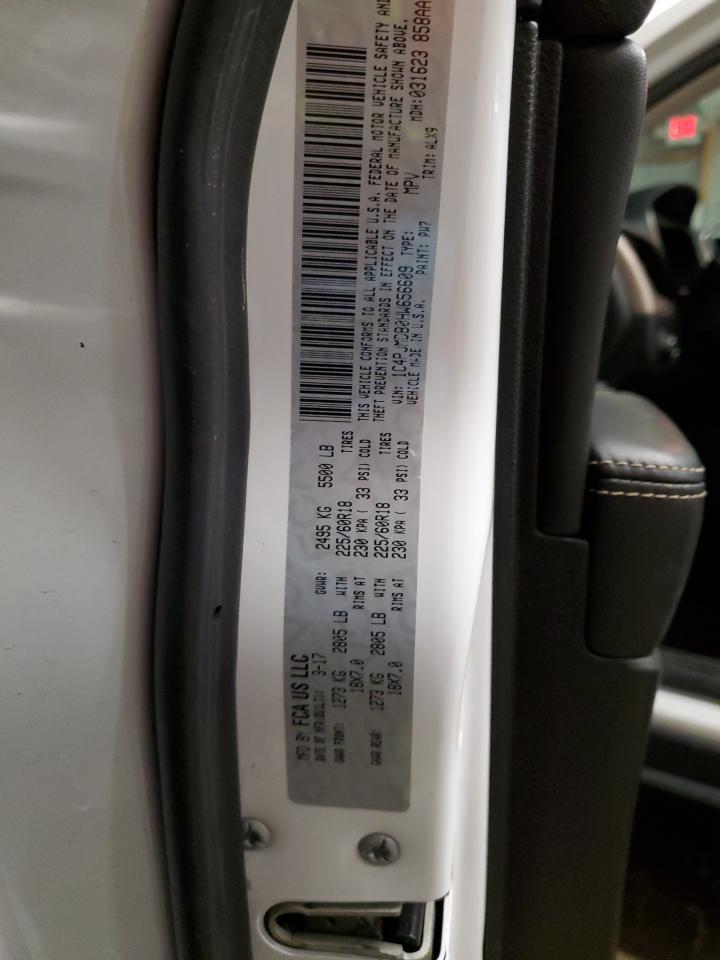 MFD BY FCA US LLC
DATE OF MFR(BUILT): 3-17 GVWR: 2495 KG 5500 LB
GAWR FRONT: 1273 KG 2805 LB WITH 225/60R18 TIRES
18X7.0 RIMS AT 230 KPA ( 33 PSI) COLD
GAWR REAR: 1273 KG 2805 LB WITH 225/60R18 TIRES
18X7.0 RIMS AT 230 KPA ( 33 PSI) COLD
THIS VEHICLE CONFORMS TO ALL APPLICABLE U.S.A. FEDERAL MOTOR VEHICLE SAFETY AND
THEFT PREVENTION STANDARDS IN EFFECT ON THE DATE OF MANUFACTURE SHOWN ABOVE.
VIN: 1C4PJMDB0HW656609 TYPE: MPV MDH:031623 858AA
VEHICLE MADE IN U.S.A. PAINT: PW7 TRIM: ALX9